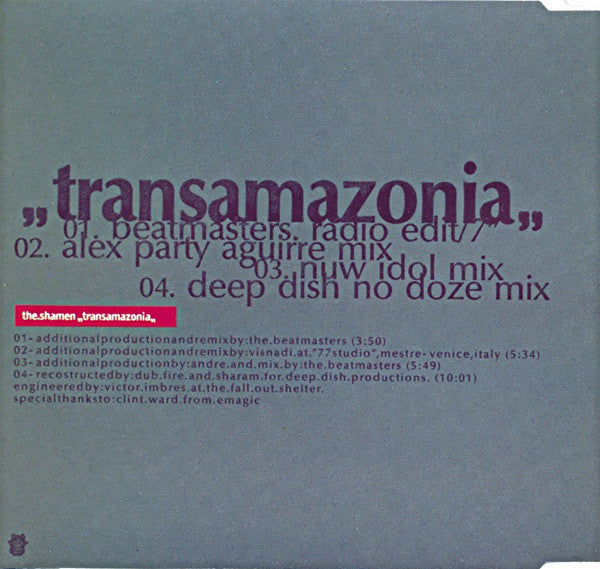 „transamazonia„
01. beatmasters. radio edit//
02. alex party aguirre mix
03. nuw idol mix
04. deep dish no doze mix
the.shamen „transamazonia„
01-additionalproductionandremixby:the.beatmasters (3:50)
02-additionalproductionandremixby:visnadi.at."77studio",mestre-venice,italy (5:34)
03-additionalproductionby:andre.and.mix.by:the.beatmasters (5:49)
04-recostructedby:dub.fire.and.sharam.for.deep.dish.productions. (10:01)
engineeredby:victor.imbres.at.the.fall.out.shelter.
specialthanksto:clint.ward.from.emagic